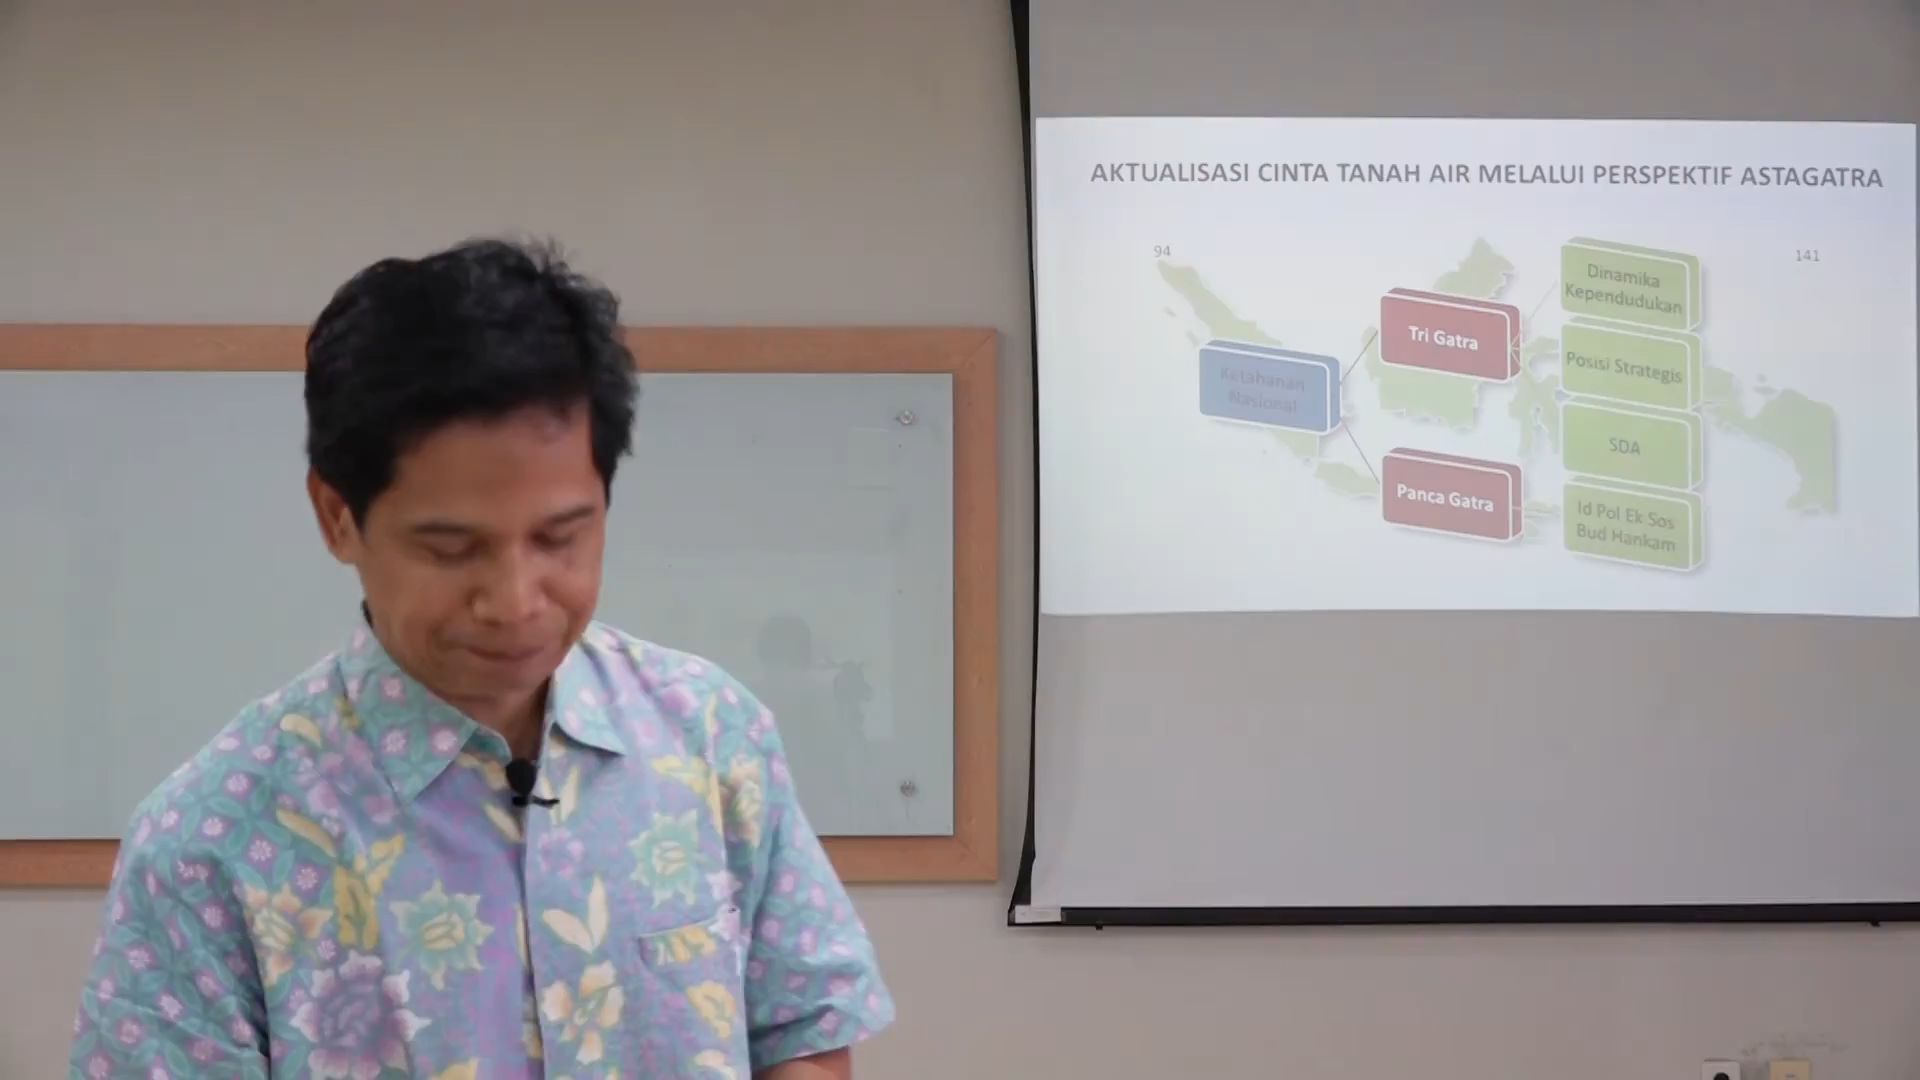 AKTUALISASI CINTA TANAH AIR MELALUI PERSPEKTIF ASTAGATRA
94
141
Ketahanan
Nasional
Tri Gatra
Panca Gatra
Dinamika
Kependudukan
Posisi Strategis
SDA
Id Pol Ek Sos
Bud Hankam